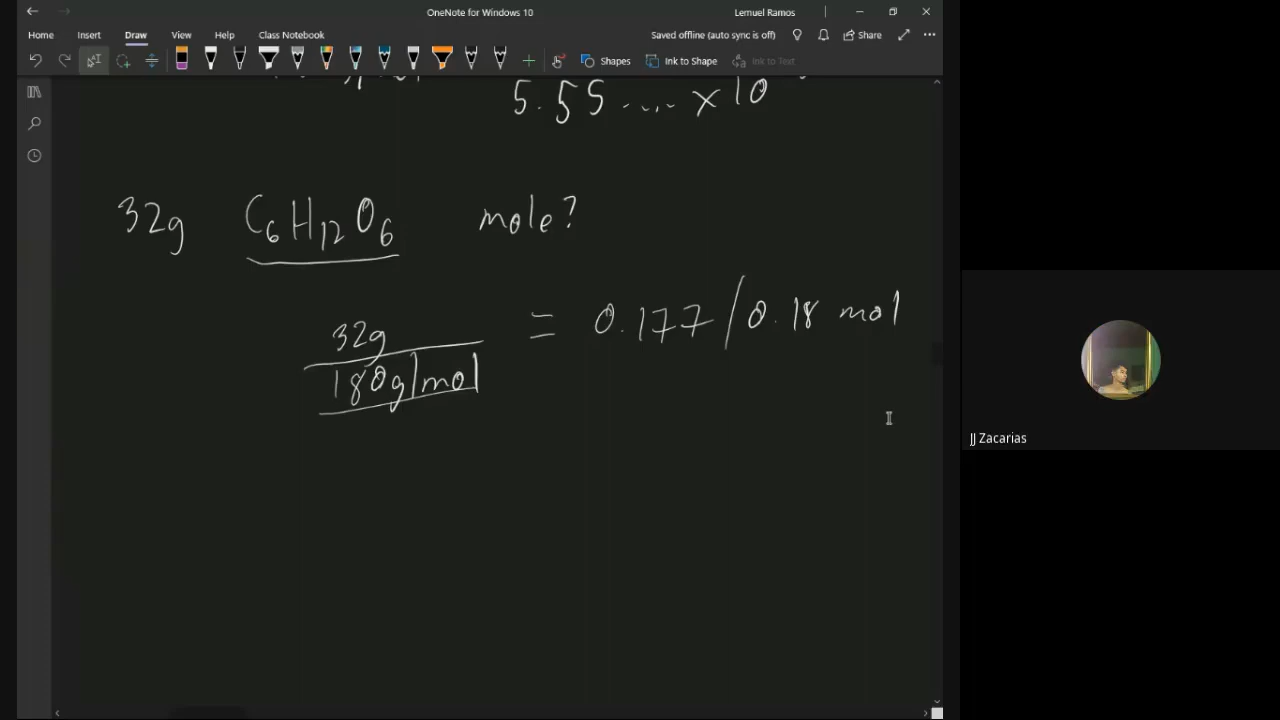 OneNote for Windows 10
Lemuel Ramos
Home Insert Draw View Help Class Notebook
Saved offline (auto sync is off) Share
Shapes Ink to Shape Ink to Text
5.55 .... x 10
32g C6H12O6 mole?
32g
180g/mol
= 0.177/0.18 mol
JJ Zacarias